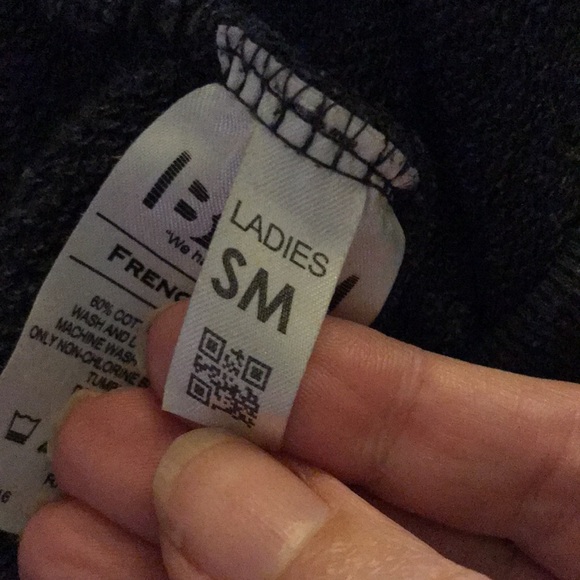 LADIES
SM
"We
FRENC
60% COT
WASH AND L
MACHINE WASH
ONLY NON-CHLORINE B
TUMB